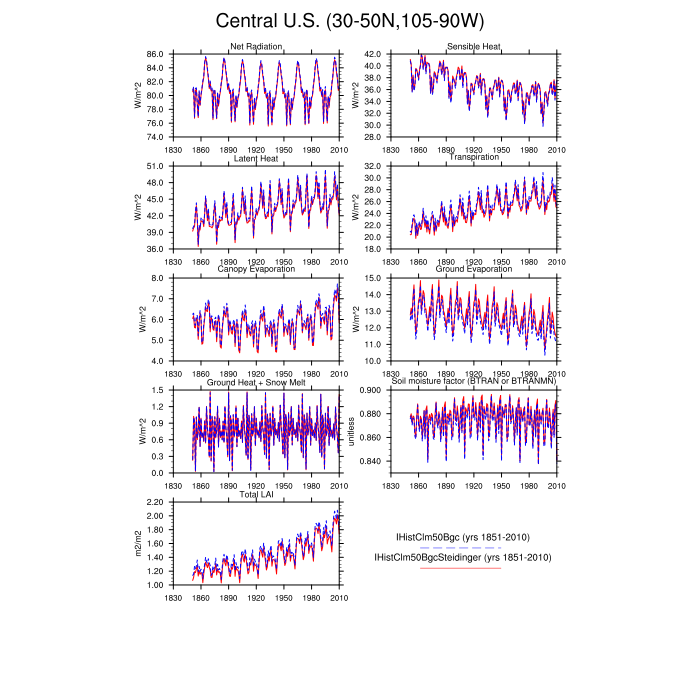 Central U.S. (30-50N,105-90W)
Net Radiation
W/m^2
86.0
84.0
82.0
80.0
78.0
76.0
74.0
1830 1860 1890 1920 1950 1980 2010
Sensible Heat
W/m^2
42.0
40.0
38.0
36.0
34.0
32.0
30.0
28.0
1830 1860 1890 1920 1950 1980 2010
Latent Heat
W/m^2
51.0
48.0
45.0
42.0
39.0
36.0
1830 1860 1890 1920 1950 1980 2010
Transpiration
W/m^2
32.0
30.0
28.0
26.0
24.0
22.0
20.0
18.0
1830 1860 1890 1920 1950 1980 2010
Canopy Evaporation
W/m^2
8.0
7.0
6.0
5.0
4.0
1830 1860 1890 1920 1950 1980 2010
Ground Evaporation
W/m^2
15.0
14.0
13.0
12.0
11.0
10.0
1830 1860 1890 1920 1950 1980 2010
Ground Heat + Snow Melt
W/m^2
1.5
1.2
0.9
0.6
0.3
0.0
1830 1860 1890 1920 1950 1980 2010
Soil moisture factor (BTRAN or BTRANMN)
unitless
0.900
0.880
0.860
0.840
1830 1860 1890 1920 1950 1980 2010
Total LAI
m2/m2
2.20
2.00
1.80
1.60
1.40
1.20
1.00
1830 1860 1890 1920 1950 1980 2010
IHistClm50Bgc (yrs 1851-2010)
IHistClm50BgcSteidinger (yrs 1851-2010)